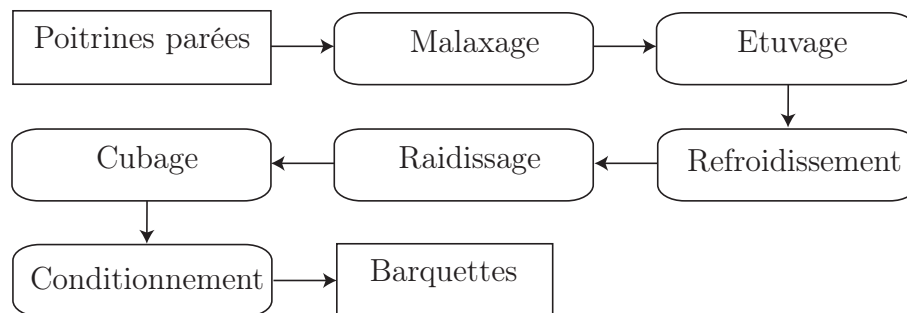 Poitrines parées
Malaxage
Etuvage
Refroidissement
Raidissage
Cubage
Conditionnement
Barquettes